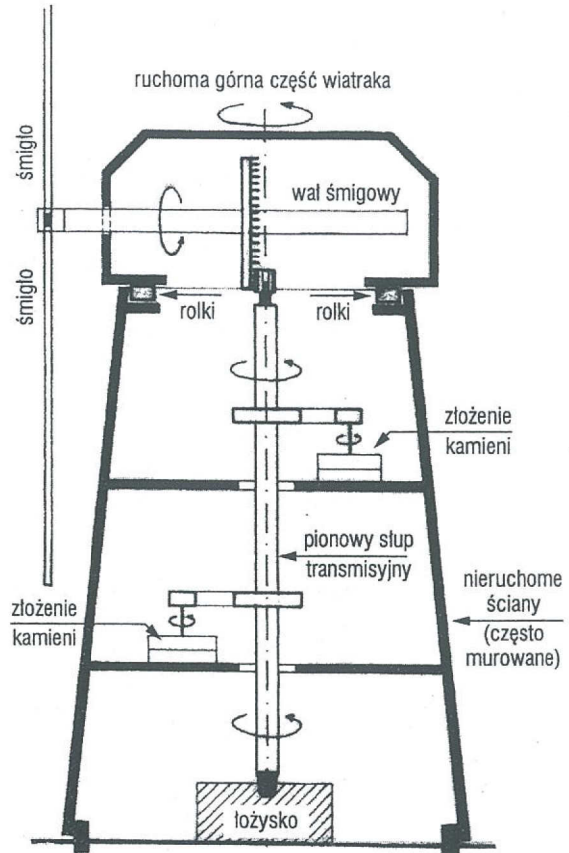 ruchoma górna część wiatraka
śmigło
wał śmigowy
śmigło
rolki
rolki
złożenie
kamieni
pionowy słup
transmisyjny
nieruchome
ściany
(często
murowane)
złożenie
kamieni
łożysko